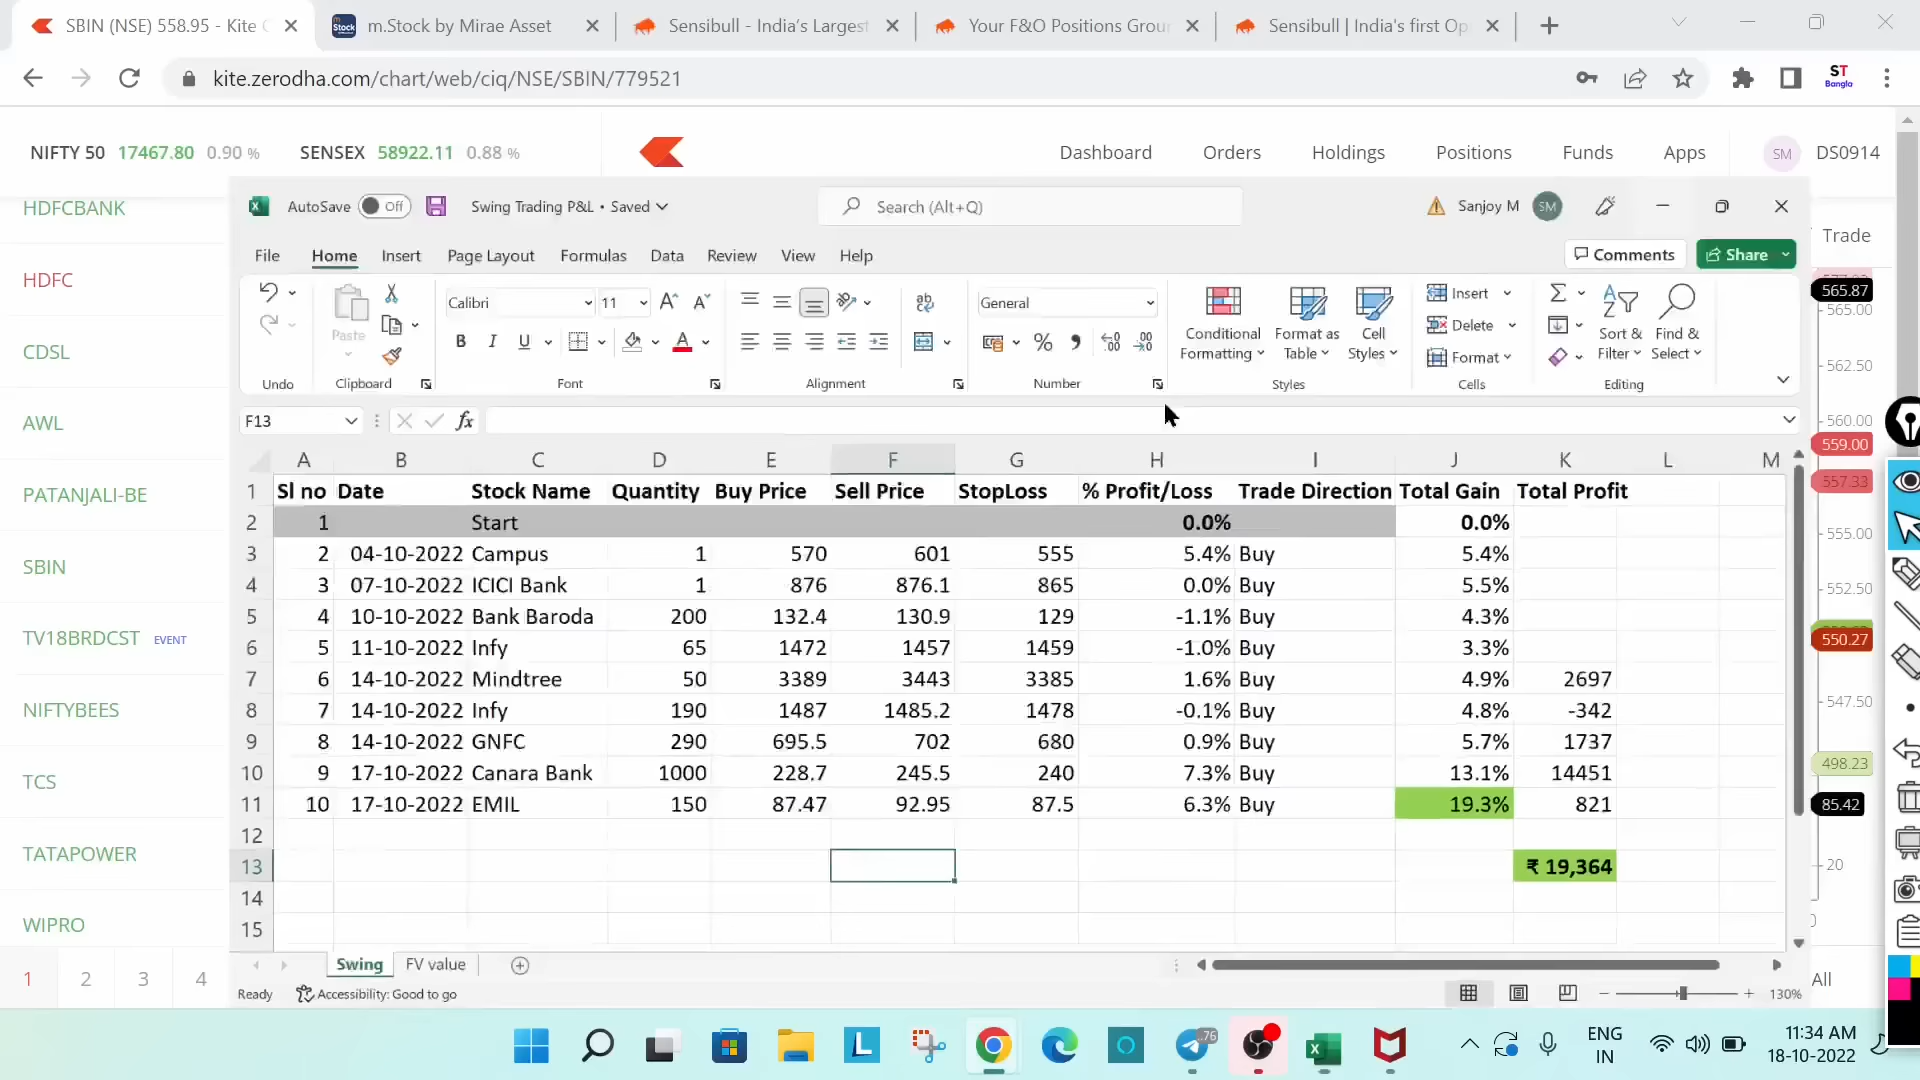 SBIN (NSE) 558.95 - Kite C
m.Stock by Mirae Asset
Sensibull - India's Largest
Your F&O Positions Grou
Sensibull | India's first Op
kite.zerodha.com/chart/web/ciq/NSE/SBIN/779521
ST
Bangla
NIFTY 50 17467.80 0.90 % SENSEX 58922.11 0.88 %
Dashboard Orders Holdings Positions Funds Apps SM DS0914
HDFCBANK
HDFC
CDSL
AWL
PATANJALI-BE
SBIN
TV18BRDCST EVENT
NIFTYBEES
TCS
TATAPOWER
WIPRO
1 2 3 4
AutoSave Off Swing Trading P&L • Saved Search (Alt+Q) Sanjoy M SM
File Home Insert Page Layout Formulas Data Review View Help Comments Share
Paste
Calibri 11
General
B I U
Conditional Formatting
Format as Table
Cell Styles
Insert
Delete
Format
Sort & Filter
Find & Select
Undo Clipboard Font Alignment Number Styles Cells Editing
F13 fx
A B C D E F G H I J K L M
1 Sl no Date Stock Name Quantity Buy Price Sell Price StopLoss % Profit/Loss Trade Direction Total Gain Total Profit
2 1 Start 0.0% 0.0%
3 2 04-10-2022 Campus 1 570 601 555 5.4% Buy 5.4%
4 3 07-10-2022 ICICI Bank 1 876 876.1 865 0.0% Buy 5.5%
5 4 10-10-2022 Bank Baroda 200 132.4 130.9 129 -1.1% Buy 4.3%
6 5 11-10-2022 Infy 65 1472 1457 1459 -1.0% Buy 3.3%
7 6 14-10-2022 Mindtree 50 3389 3443 3385 1.6% Buy 4.9% 2697
8 7 14-10-2022 Infy 190 1487 1485.2 1478 -0.1% Buy 4.8% -342
9 8 14-10-2022 GNFC 290 695.5 702 680 0.9% Buy 5.7% 1737
10 9 17-10-2022 Canara Bank 1000 228.7 245.5 240 7.3% Buy 13.1% 14451
11 10 17-10-2022 EMIL 150 87.47 92.95 87.5 6.3% Buy 19.3% 821
12
13 ₹ 19,364
14
15
Swing FV value
Ready Accessibility: Good to go 130%
Trade
565.87
565.00
562.50
560.00
559.00
557.33
555.00
552.50
550.27
547.50
498.23
85.42
20
All
76
ENG
IN
11:34 AM
18-10-2022